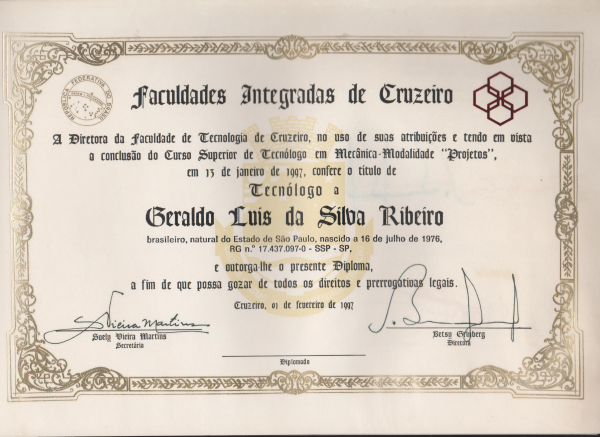 REPÚBLICA FEDERATIVA DO BRASIL
Faculdades Integradas de Cruzeiro
A Diretora da Faculdade de Tecnologia de Cruzeiro, no uso de suas atribuições e tendo em vista
a conclusão do Curso Superior de Tecnólogo em Mecânica-Modalidade "Projetos",
em 13 de janeiro de 1997, confere o título de
Tecnólogo a
Geraldo Luis da Silva Ribeiro
brasileiro, natural do Estado de São Paulo, nascido a 16 de julho de 1976,
RG n.º 17.437.097-0 - SSP - SP,
e outorga-lhe o presente Diploma,
a fim de que possa gozar de todos os direitos e prerrogativas legais.
Cruzeiro, 01 de fevereiro de 1997
SVieira Martins
Suely Vieira Martins
Secretária
Betsy Grinberg
Diretora
Diplomado